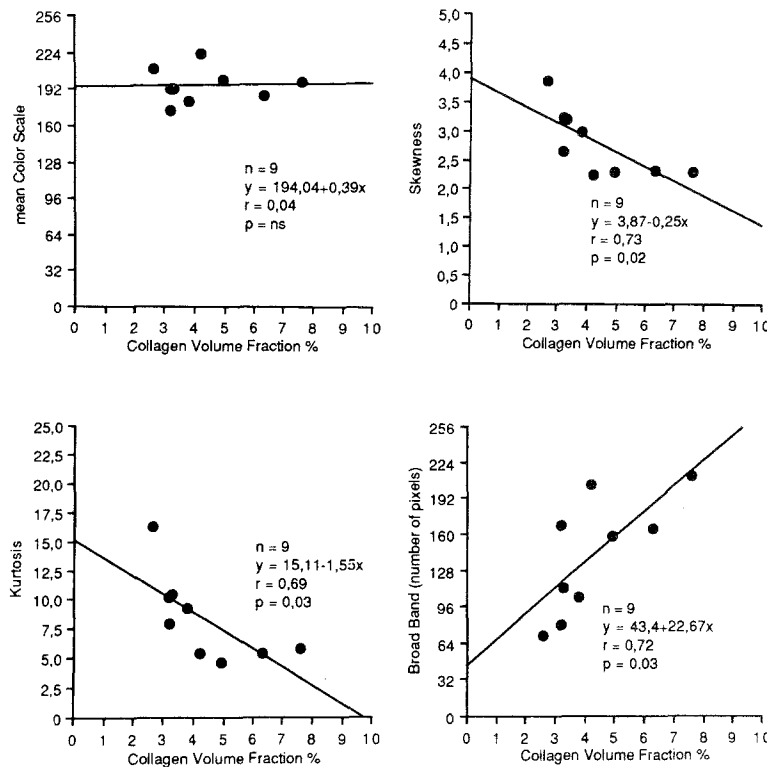 mean Color Scale
256
224
192
160
128
96
64
32
0
n = 9
y = 194,04+0,39x
r = 0,04
p = ns
0 1 2 3 4 5 6 7 8 9 10
Collagen Volume Fraction %
Skewness
5,0
4,5
4,0
3,5
3,0
2,5
2,0
1,5
1,0
0,5
0
n = 9
y = 3,87-0,25x
r = 0,73
p = 0,02
0 1 2 3 4 5 6 7 8 9 10
Collagen Volume Fraction %
Kurtosis
25,0
22,5
20,0
17,5
15,0
12,5
10,0
7,5
5,0
2,5
0
n = 9
y = 15,11-1,55x
r = 0,69
p = 0,03
0 1 2 3 4 5 6 7 8 9 10
Collagen Volume Fraction %
Broad Band (number of pixels)
256
224
192
160
128
96
64
32
0
n = 9
y = 43,4+22,67x
r = 0,72
p = 0,03
0 1 2 3 4 5 6 7 8 9 10
Collagen Volume Fraction %